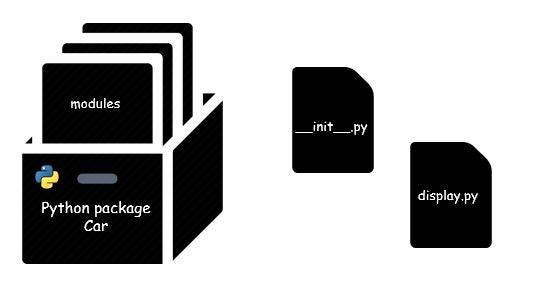 modules
Python package
Car
__init__.py
display.py